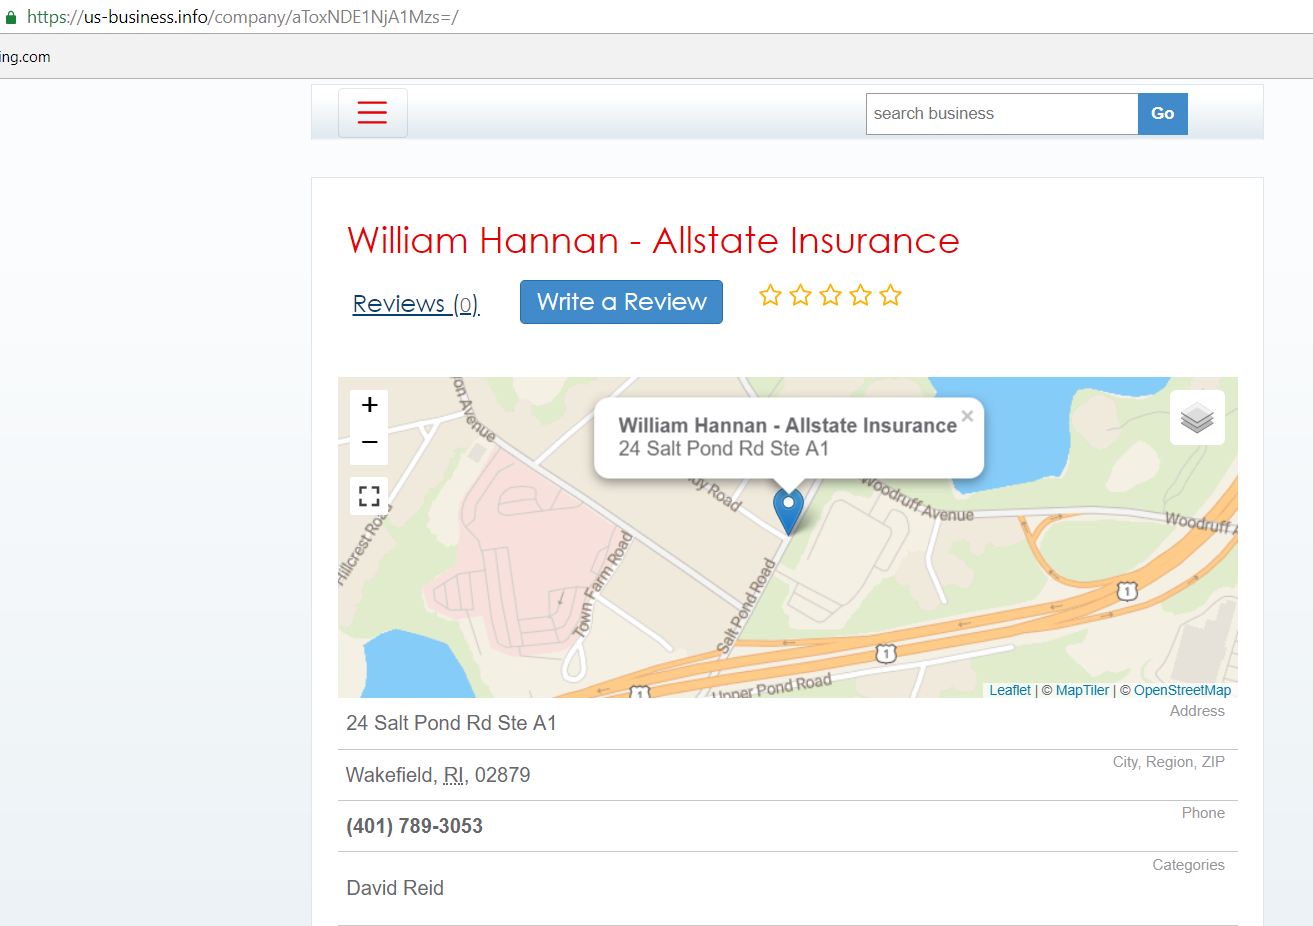 https://us-business.info/company/aToxNDE1NjA1Mzs=/
ing.com
search business
Go
William Hannan - Allstate Insurance
Reviews (0)
Write a Review
+
−
William Hannan - Allstate Insurance ×
24 Salt Pond Rd Ste A1
von Avenue
dy Road
Woodruff Avenue
Woodruff A
Hillcrest Road
Town Farm Road
Salt Pond Road
1
1
1
Upper Pond Road
Leaflet | © MapTiler | © OpenStreetMap
Address
24 Salt Pond Rd Ste A1
City, Region, ZIP
Wakefield, RI, 02879
Phone
(401) 789-3053
Categories
David Reid